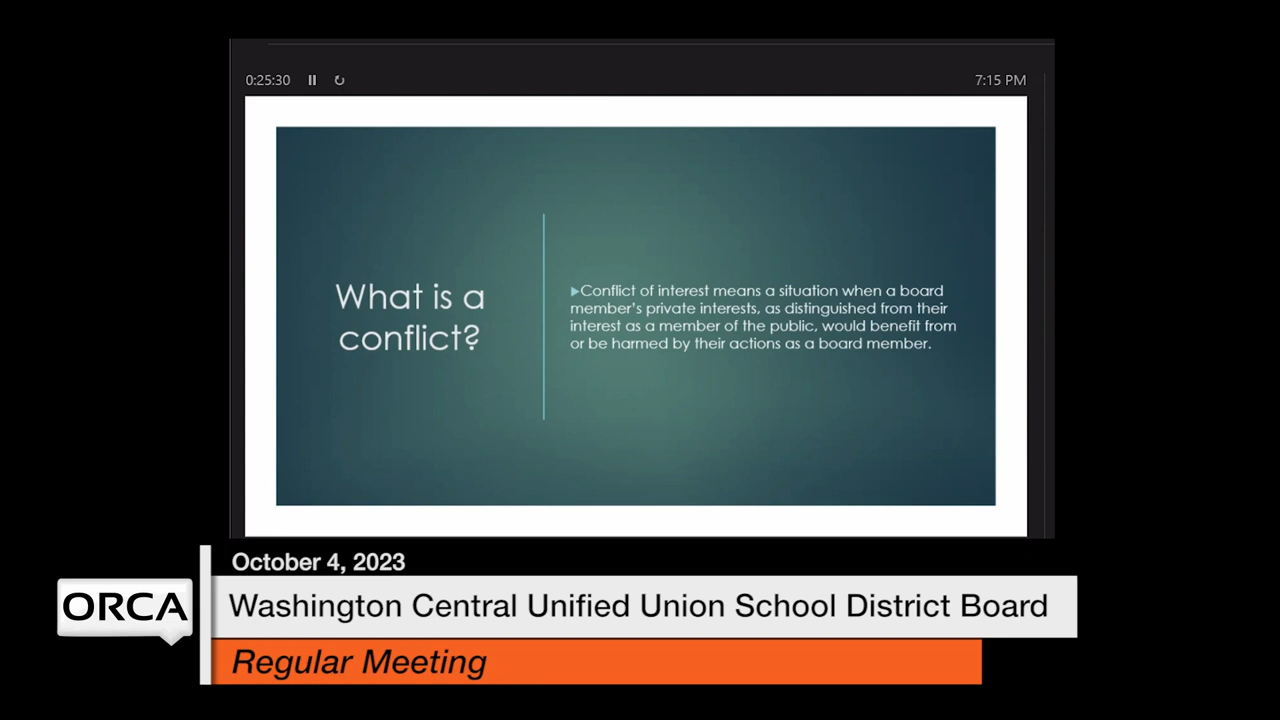 0:25:30
7:15 PM
What is a
conflict?
▶Conflict of interest means a situation when a board
member's private interests, as distinguished from their
interest as a member of the public, would benefit from
or be harmed by their actions as a board member.
October 4, 2023
ORCA
Washington Central Unified Union School District Board
Regular Meeting